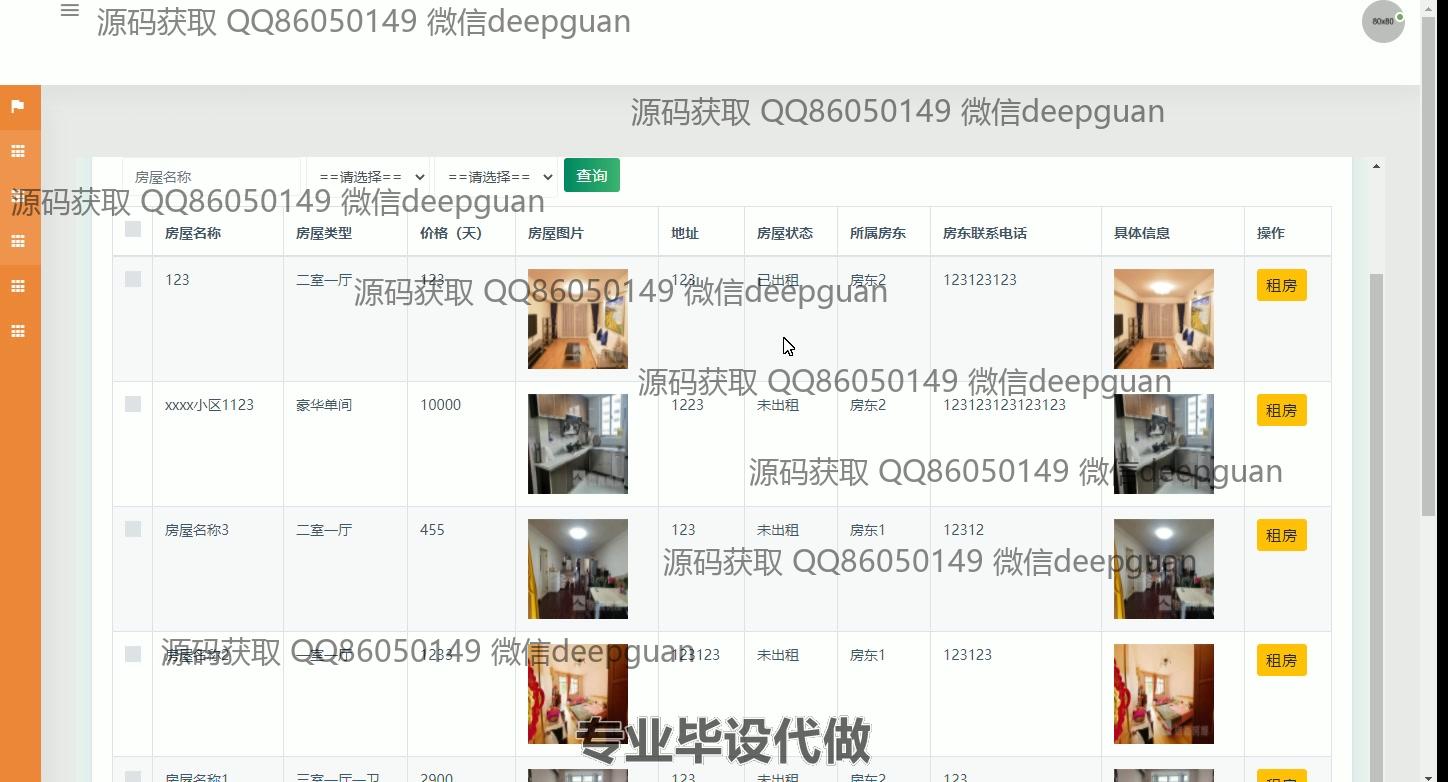 源码获取 QQ86050149 微信deepguan
80x80
源码获取 QQ86050149 微信deepguan
房屋名称 ==请选择== ==请选择== 查询
源码获取 QQ86050149 微信deepguan
房屋名称 房屋类型 价格（天） 房屋图片 地址 房屋状态 所属房东 房东联系电话 具体信息 操作
123 二室一厅 123 123 已出租 房东2 123123123 租房
源码获取 QQ86050149 微信deepguan
源码获取 QQ86050149 微信deepguan
xxxx小区1123 豪华单间 10000 1223 未出租 房东2 123123123123123 租房
源码获取 QQ86050149 微信deepguan
房屋名称3 二室一厅 455 123 未出租 房东1 12312 租房
源码获取 QQ86050149 微信deepguan
源码获取 QQ86050149 微信deepguan
房屋名称2 一室一厅 1233 123123 未出租 房东1 123123 租房
专业毕设代做
房屋名称1 三室一厅一卫 2900 123 未出租 房东2 123 租房